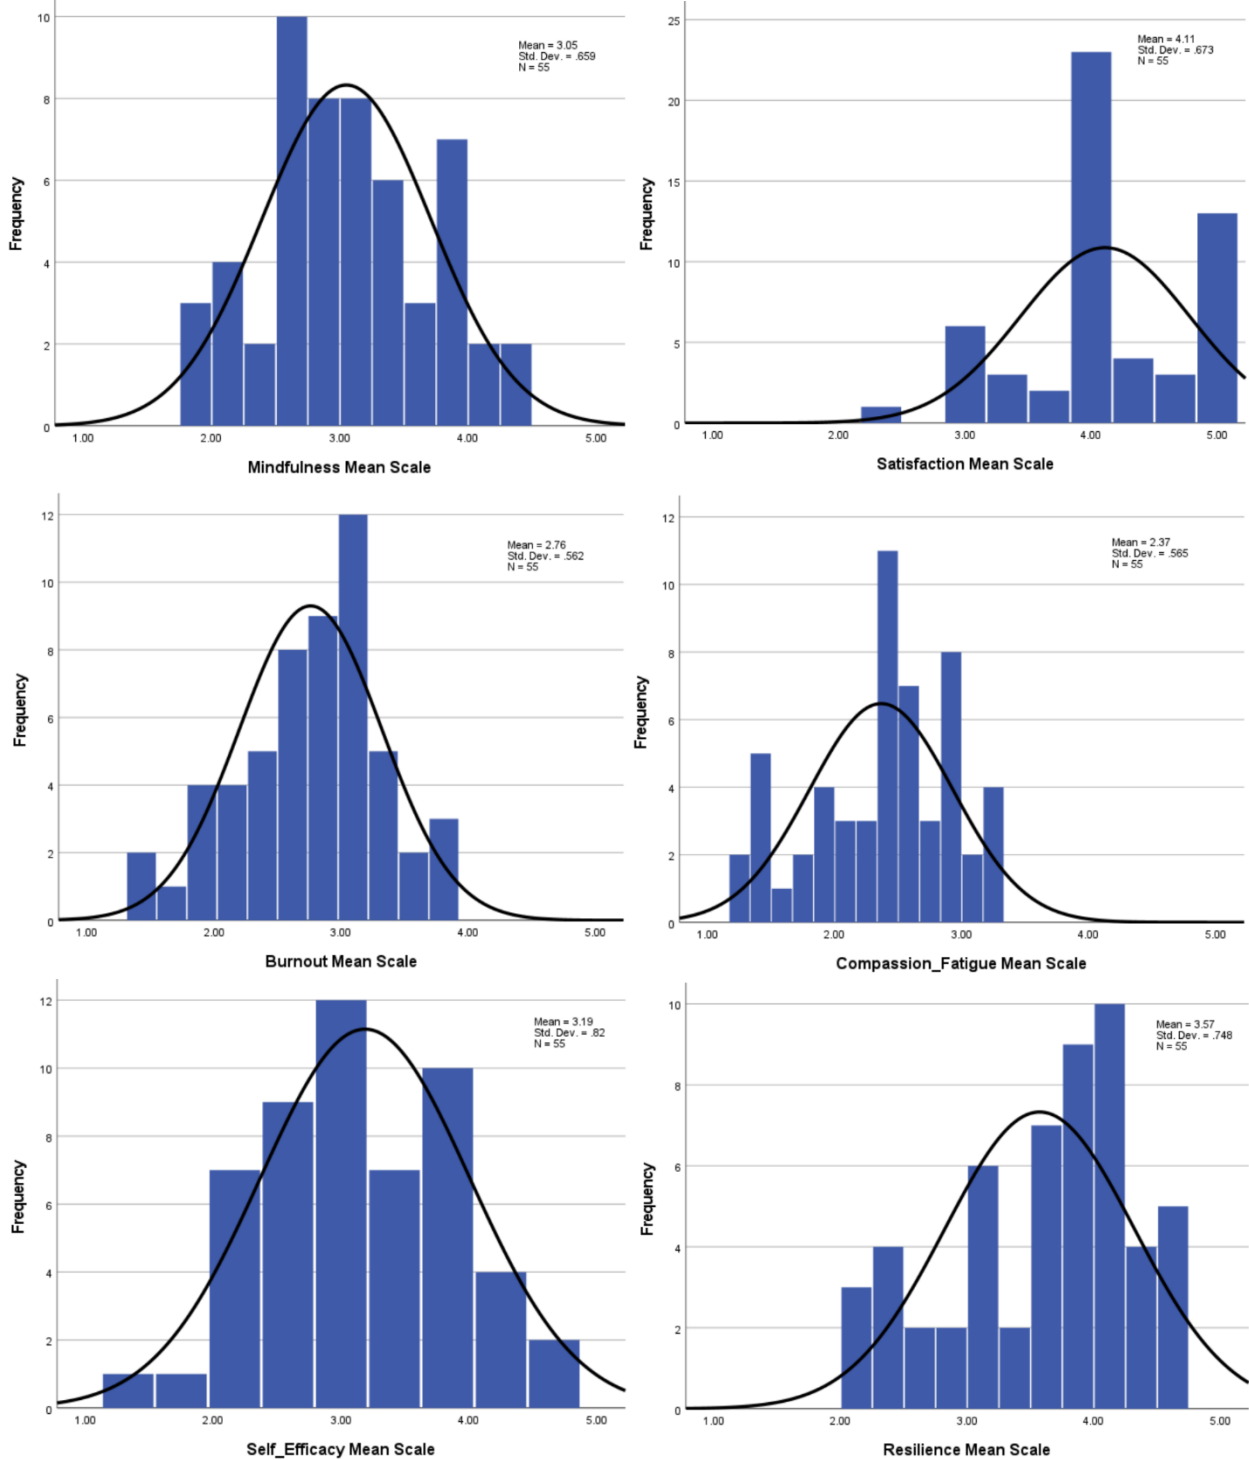 10
8
6
4
2
0
Frequency
Mean = 3.05
Std. Dev. = .659
N = 55
1.00 2.00 3.00 4.00 5.00
Mindfulness Mean Scale
25
20
15
10
5
0
Frequency
Mean = 4.11
Std. Dev. = .673
N = 55
1.00 2.00 3.00 4.00 5.00
Satisfaction Mean Scale
12
10
8
6
4
2
0
Frequency
Mean = 2.76
Std. Dev. = .562
N = 55
1.00 2.00 3.00 4.00 5.00
Burnout Mean Scale
12
10
8
6
4
2
0
Frequency
Mean = 2.37
Std. Dev. = .565
N = 55
1.00 2.00 3.00 4.00 5.00
Compassion_Fatigue Mean Scale
12
10
8
6
4
2
0
Frequency
Mean = 3.19
Std. Dev. = .82
N = 55
1.00 2.00 3.00 4.00 5.00
Self_Efficacy Mean Scale
10
8
6
4
2
0
Frequency
Mean = 3.57
Std. Dev. = .748
N = 55
1.00 2.00 3.00 4.00 5.00
Resilience Mean Scale